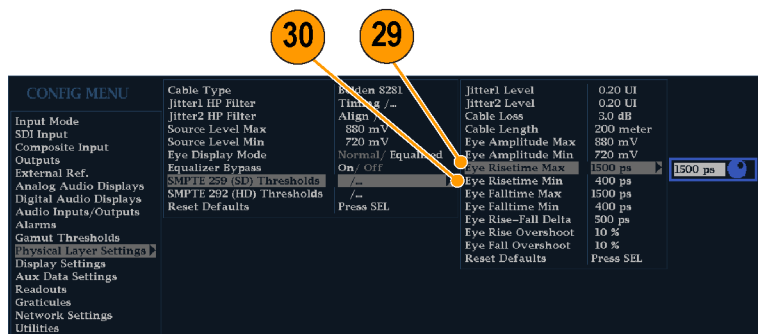 30 29
CONFIG MENU
Input Mode
SDI Input
Composite Input
Outputs
External Ref.
Analog Audio Displays
Digital Audio Displays
Audio Inputs/Outputs
Alarms
Gamut Thresholds
Physical Layer Settings
Display Settings
Aux Data Settings
Readouts
Graticules
Network Settings
Utilities
Cable Type Belden 8281
Jitter1 HP Filter Timing /...
Jitter2 HP Filter Align /...
Source Level Max 880 mV
Source Level Min 720 mV
Eye Display Mode Normal/ Equalized
Equalizer Bypass On/ Off
SMPTE 259 (SD) Thresholds /...
SMPTE 292 (HD) Thresholds /...
Reset Defaults Press SEL
Jitter1 Level 0.20 UI
Jitter2 Level 0.20 UI
Cable Loss 3.0 dB
Cable Length 200 meter
Eye Amplitude Max 880 mV
Eye Amplitude Min 720 mV
Eye Risetime Max 1500 ps
Eye Risetime Min 400 ps
Eye Falltime Max 1500 ps
Eye Falltime Min 400 ps
Eye Rise-Fall Delta 500 ps
Eye Rise Overshoot 10 %
Eye Fall Overshoot 10 %
Reset Defaults Press SEL
1500 ps